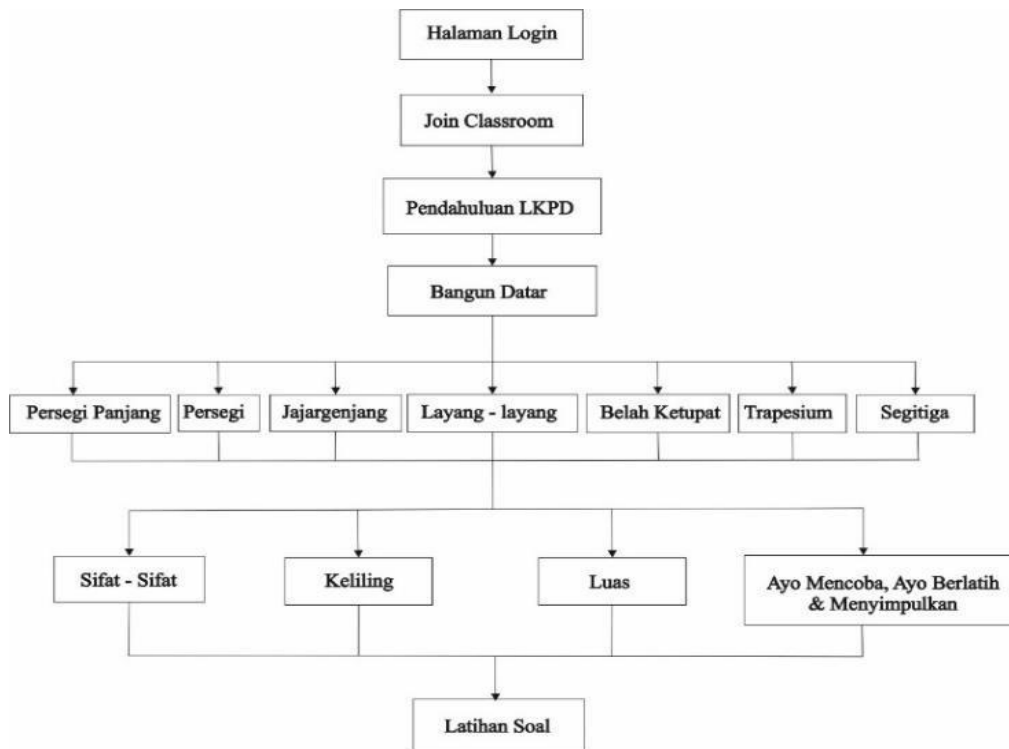 Halaman Login
Join Classroom
Pendahuluan LKPD
Bangun Datar
Persegi Panjang
Persegi
Jajargenjang
Layang - layang
Belah Ketupat
Trapesium
Segitiga
Sifat - Sifat
Keliling
Luas
Ayo Mencoba, Ayo Berlatih
& Menyimpulkan
Latihan Soal